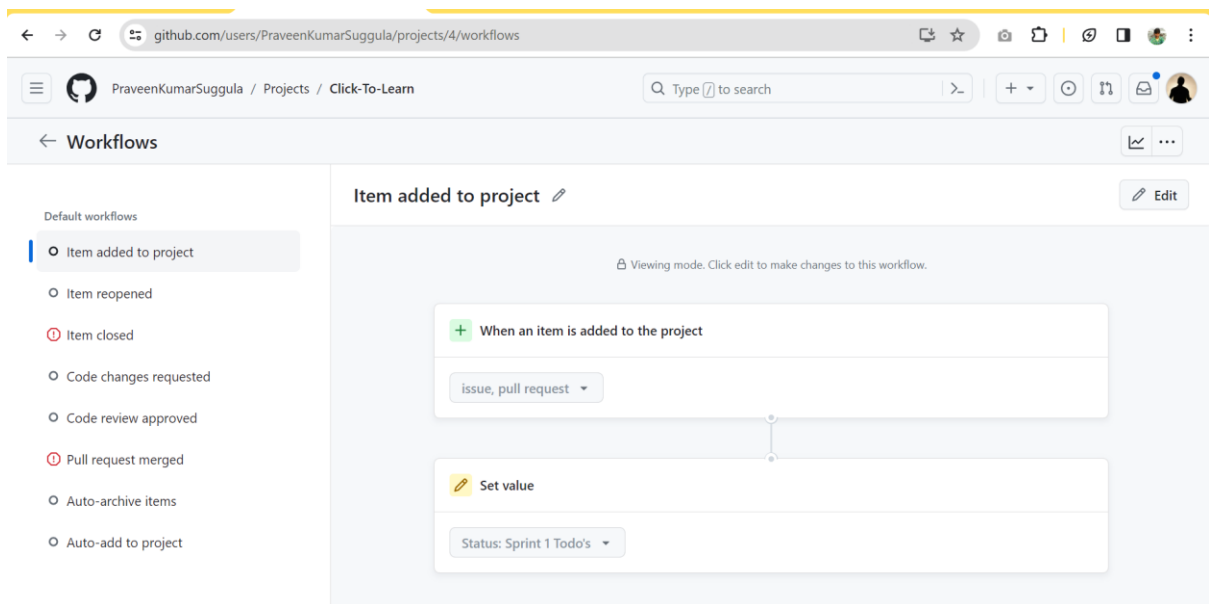 github.com/users/PraveenKumarSuggula/projects/4/workflows
PraveenKumarSuggula / Projects / Click-To-Learn
Type / to search
Workflows
Item added to project
Edit
Default workflows
Item added to project
Item reopened
Item closed
Code changes requested
Code review approved
Pull request merged
Auto-archive items
Auto-add to project
Viewing mode. Click edit to make changes to this workflow.
When an item is added to the project
issue, pull request
Set value
Status: Sprint 1 Todo's